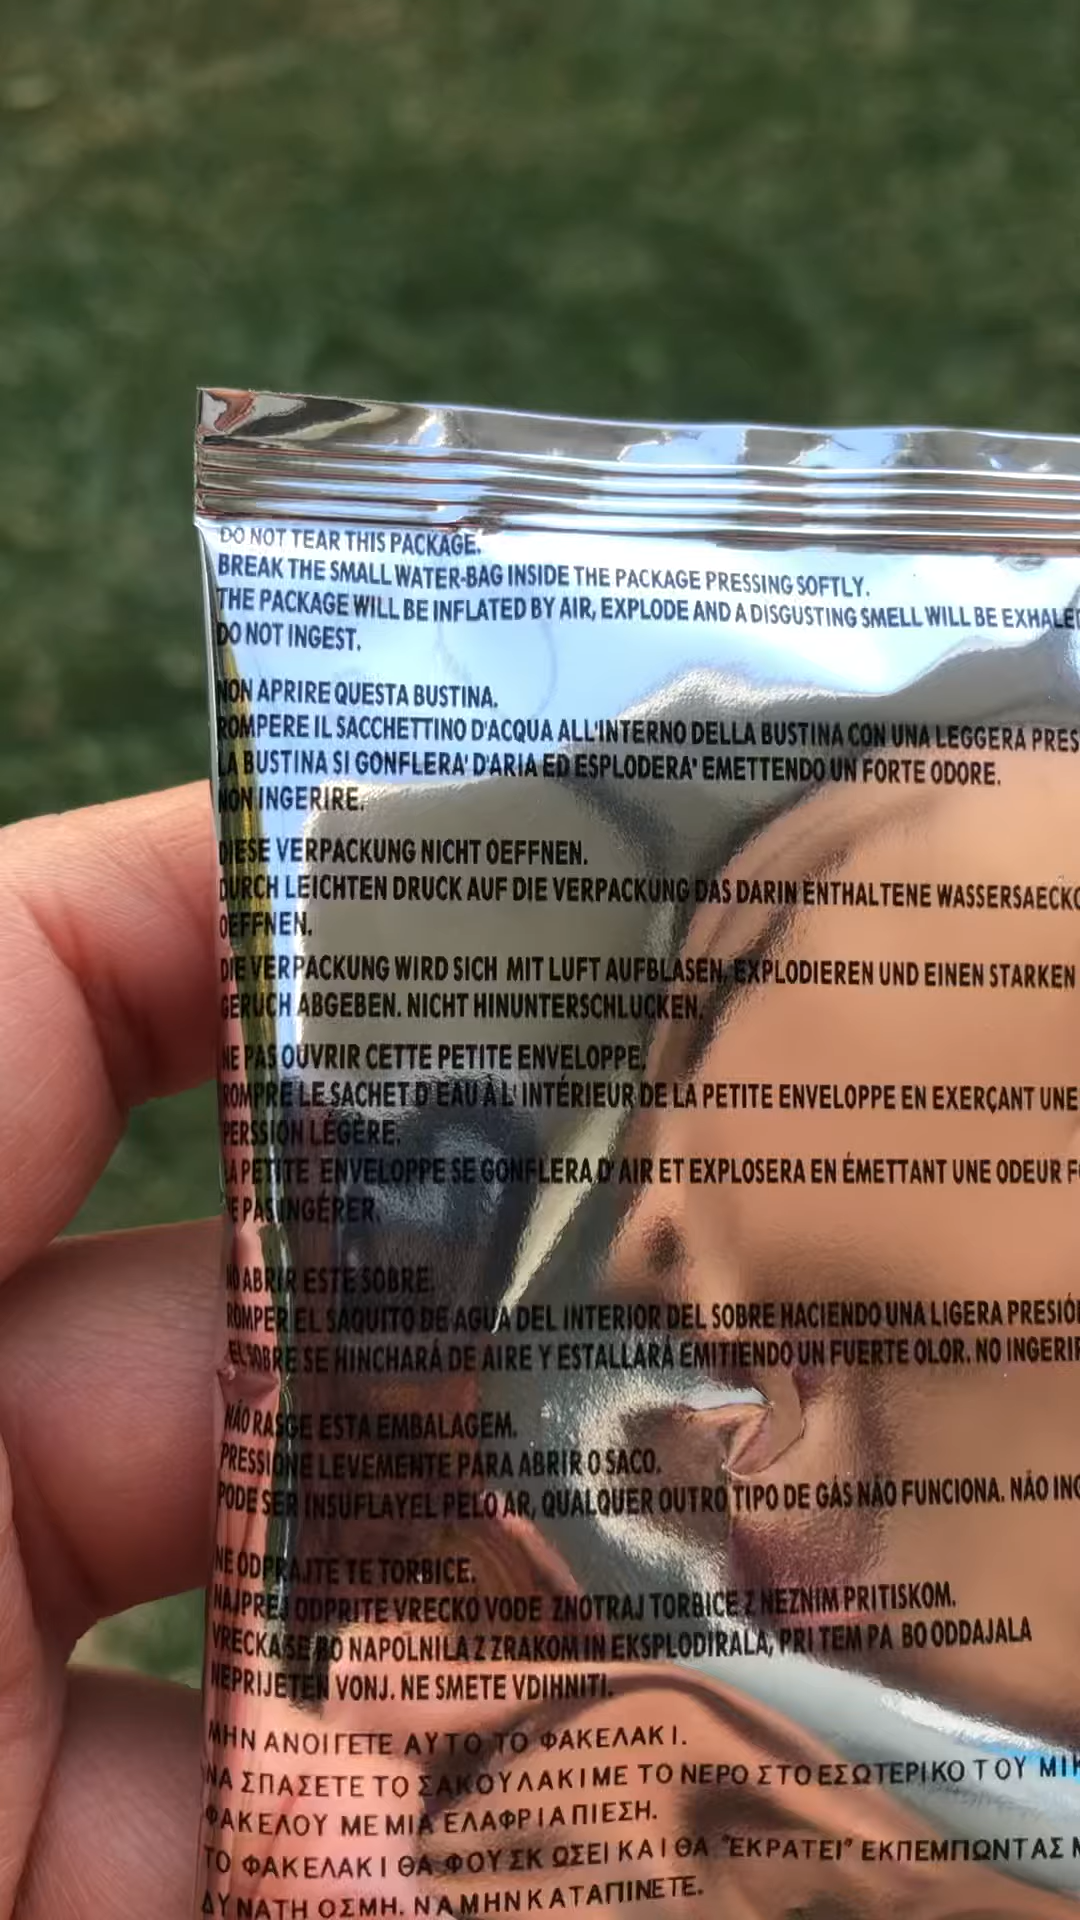 DO NOT TEAR THIS PACKAGE.
BREAK THE SMALL WATER-BAG INSIDE THE PACKAGE PRESSING SOFTLY.
THE PACKAGE WILL BE INFLATED BY AIR, EXPLODE AND A DISGUSTING SMELL WILL BE EXHALED
DO NOT INGEST.
NON APRIRE QUESTA BUSTINA.
ROMPERE IL SACCHETTINO D'ACQUA ALL'INTERNO DELLA BUSTINA CON UNA LEGGERA PRES
LA BUSTINA SI GONFLERA' D'ARIA ED ESPLODERA' EMETTENDO UN FORTE ODORE.
NON INGERIRE.
DIESE VERPACKUNG NICHT OEFFNEN.
DURCH LEICHTEN DRUCK AUF DIE VERPACKUNG DAS DARIN ENTHALTENE WASSERSAECKC
OEFFNEN.
DIE VERPACKUNG WIRD SICH MIT LUFT AUFBLASEN, EXPLODIEREN UND EINEN STARKEN
GERUCH ABGEBEN. NICHT HINUNTERSCHLUCKEN.
NE PAS OUVRIR CETTE PETITE ENVELOPPE.
ROMPRE LE SACHET D'EAU À L'INTÉRIEUR DE LA PETITE ENVELOPPE EN EXERÇANT UNE
PERSSION LÉGÈRE.
LA PETITE ENVELOPPE SE GONFLERA D'AIR ET EXPLOSERA EN ÉMETTANT UNE ODEUR F
NE PAS INGÉRER.
NO ABRIR ESTE SOBRE.
ROMPER EL SAQUITO DE AGUA DEL INTERIOR DEL SOBRE HACIENDO UNA LIGERA PRESIÓ
EL SOBRE SE HINCHARÁ DE AIRE Y ESTALLARÁ EMITIENDO UN FUERTE OLOR. NO INGERIR
NÁO RASGE ESTA EMBALAGEM.
PRESSIONE LEVEMENTE PARA ABRIR O SACO.
PODE SER INSUFLAYEL PELO AR, QUALQUER OUTRO TIPO DE GÁS NÃO FUNCIONA. NÁO ING
NE ODPRAJTE TE TORBICE.
NAJPREJ ODPRITE VRECKO VODE ZNOTRAJ TORBICE Z NEZNIM PRITISKOM.
VRECKA SE BO NAPOLNILA Z ZRAKOM IN EKSPLODIRALA, PRI TEM PA BO ODDAJALA
NEPRIJETEN VONJ. NE SMETE VDIHNITI.
ΜΗΝ ΑΝΟΙΓΕΤΕ ΑΥΤΟ ΤΟ ΦΑΚΕΛΑΚΙ.
ΝΑ ΣΠΑΣΕΤΕ ΤΟ ΣΑΚΟΥΛΑΚΙ ΜΕ ΤΟ ΝΕΡΟ ΣΤΟ ΕΣΩΤΕΡΙΚΟ ΤΟΥ ΜΙΚ
ΦΑΚΕΛΟΥ ΜΕ ΜΙΑ ΕΛΑΦΡΙΑ ΠΙΕΣΗ.
ΤΟ ΦΑΚΕΛΑΚΙ ΘΑ ΦΟΥΣΚΩΣΕΙ ΚΑΙ ΘΑ "ΕΚΡΑΤΕΙ" ΕΚΠΕΜΠΩΝΤΑΣ Μ
ΔΥΝΑΤΗ ΟΣΜΗ. ΝΑ ΜΗΝ ΚΑΤΑΠΙΝΕΤΕ.